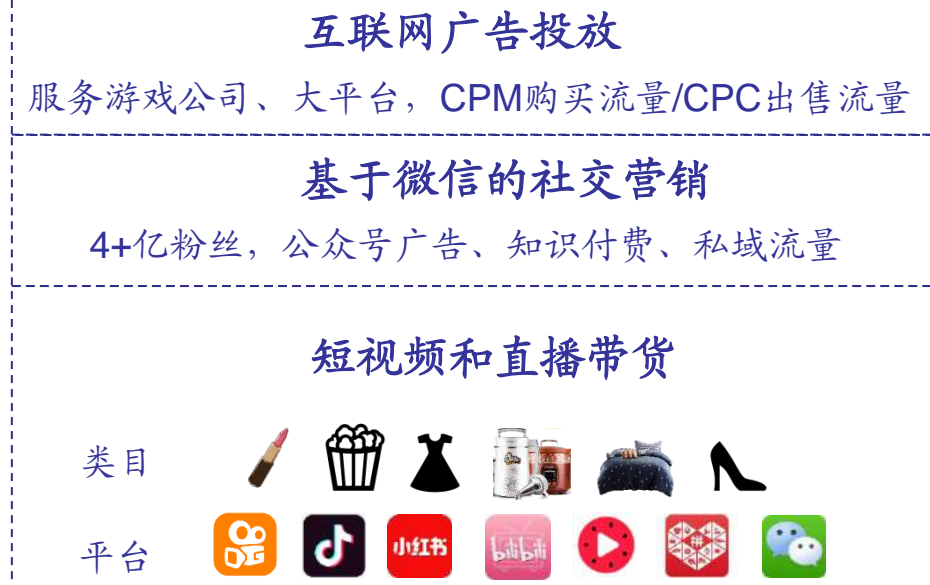 互联网广告投放
服务游戏公司、大平台，CPM购买流量/CPC出售流量
基于微信的社交营销
4+亿粉丝，公众号广告、知识付费、私域流量
短视频和直播带货
类目
平台
小红书
bilibili
拼